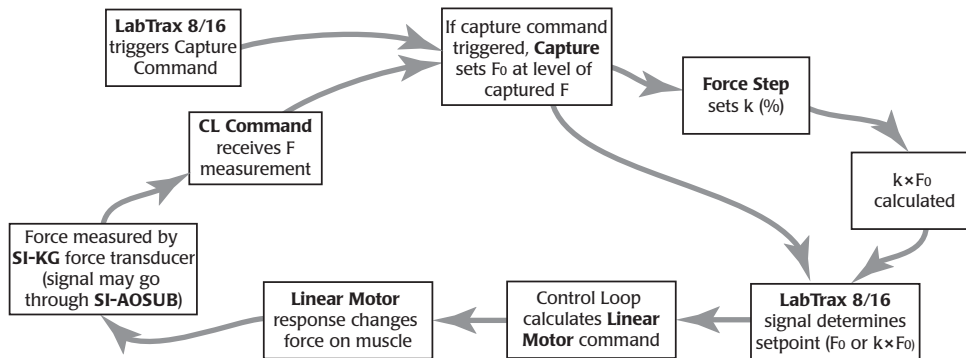 LabTrax 8/16
triggers Capture
Command
If capture command
triggered, Capture
sets F₀ at level of
captured F
Force Step
sets k (%)
CL Command
receives F
measurement
k×F₀
calculated
Force measured by
SI-KG force transducer
(signal may go
through SI-AOSUB)
Linear Motor
response changes
force on muscle
Control Loop
calculates Linear
Motor command
LabTrax 8/16
signal determines
setpoint (F₀ or k×F₀)